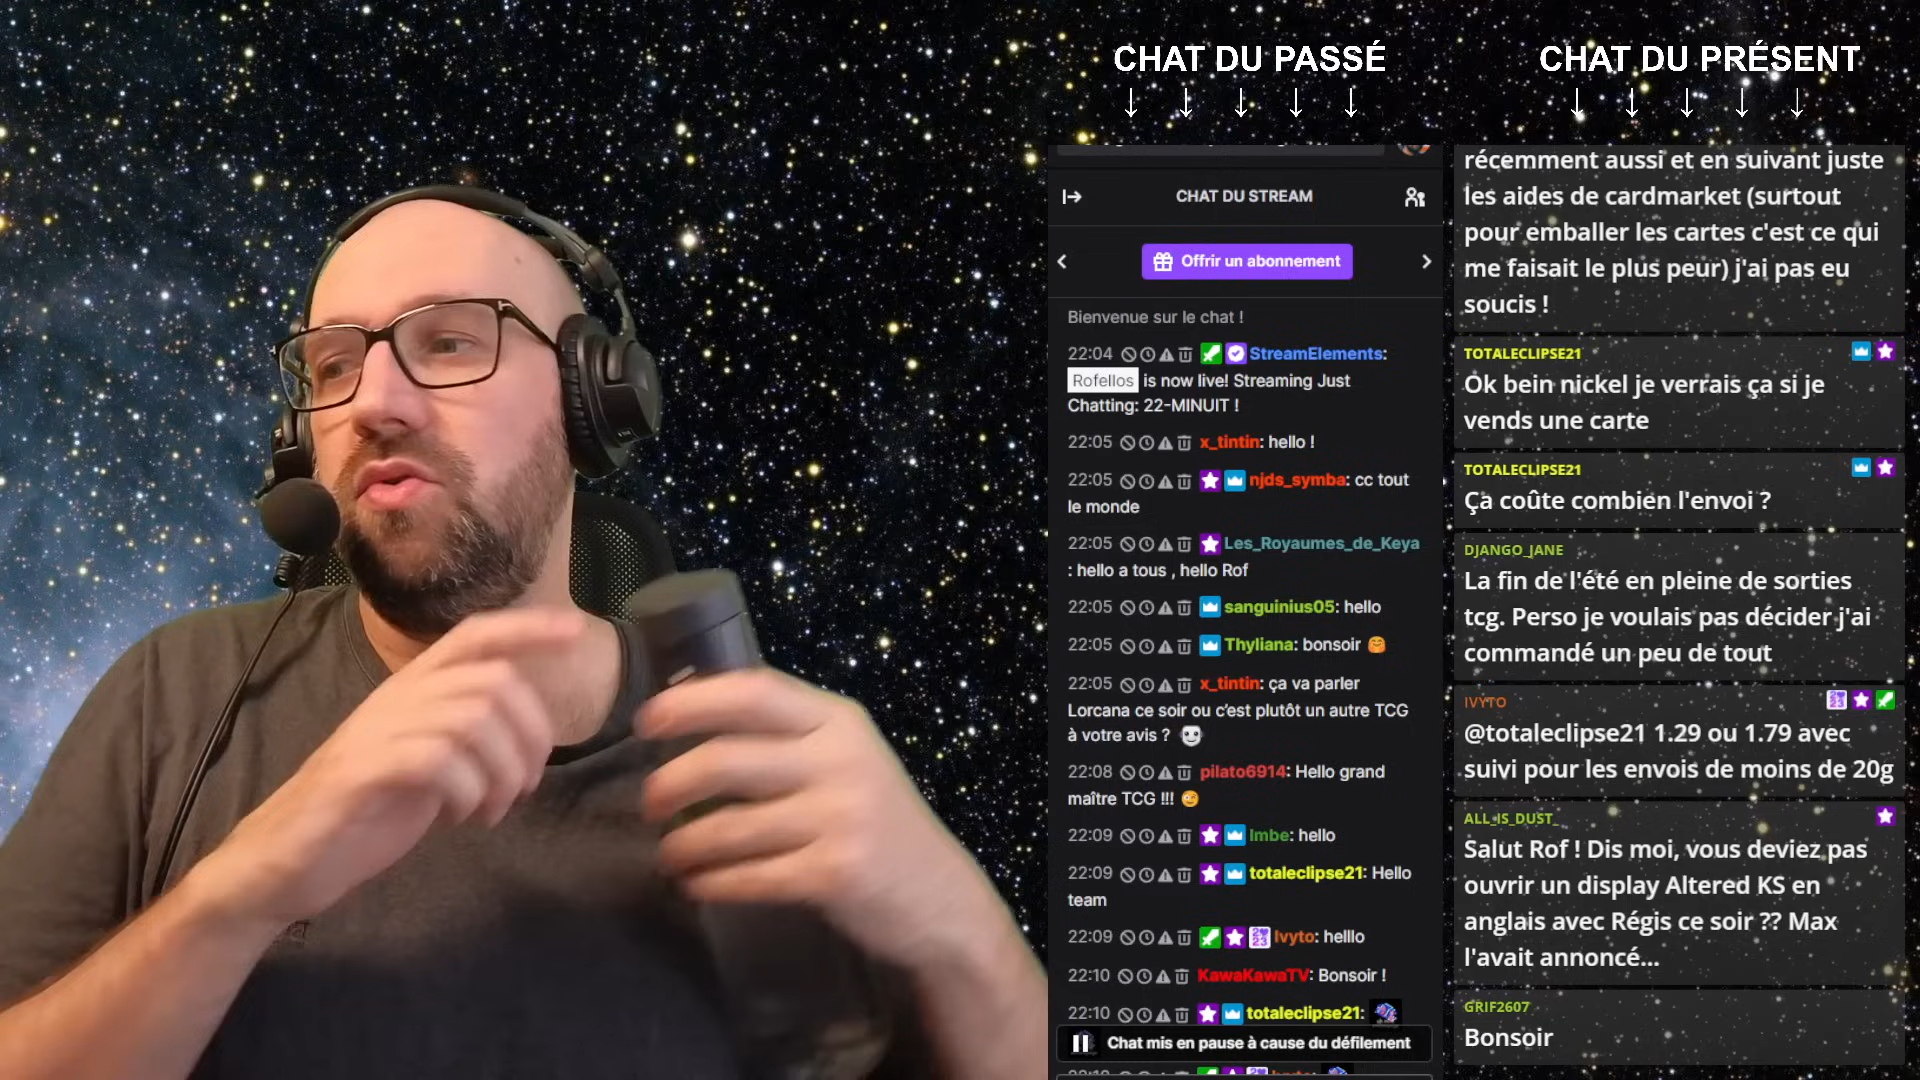 CHAT DU PASSÉ
↓ ↓ ↓ ↓ ↓
CHAT DU STREAM
Offrir un abonnement
Bienvenue sur le chat !
22:04 StreamElements:
Rofellos is now live! Streaming Just
Chatting: 22-MINUIT !
22:05 x_tintin: hello !
22:05 njds_symba: cc tout
le monde
22:05 Les_Royaumes_de_Keya
: hello a tous , hello Rof
22:05 sanguinius05: hello
22:05 Thyliana: bonsoir 🤗
22:05 x_tintin: ça va parler
Lorcana ce soir ou c'est plutôt un autre TCG
à votre avis ?
22:08 pilato6914: Hello grand
maître TCG !!! 😉
22:09 Imbe: hello
22:09 totaleclipse21: Hello
team
22:09 Ivyto: helllo
22:10 KawaKawaTV: Bonsoir !
22:10 totaleclipse21:
Chat mis en pause à cause du défilement
CHAT DU PRÉSENT
↓ ↓ ↓ ↓ ↓
récemment aussi et en suivant juste
les aides de cardmarket (surtout
pour emballer les cartes c'est ce qui
me faisait le plus peur) j'ai pas eu
soucis !
TOTALECLIPSE21
Ok bein nickel je verrais ça si je
vends une carte
TOTALECLIPSE21
Ça coûte combien l'envoi ?
DJANGO_JANE
La fin de l'été en pleine de sorties
tcg. Perso je voulais pas décider j'ai
commandé un peu de tout
IVYTO
@totaleclipse21 1.29 ou 1.79 avec
suivi pour les envois de moins de 20g
ALL_IS_DUST_
Salut Rof ! Dis moi, vous deviez pas
ouvrir un display Altered KS en
anglais avec Régis ce soir ?? Max
l'avait annoncé...
GRIF2607
Bonsoir